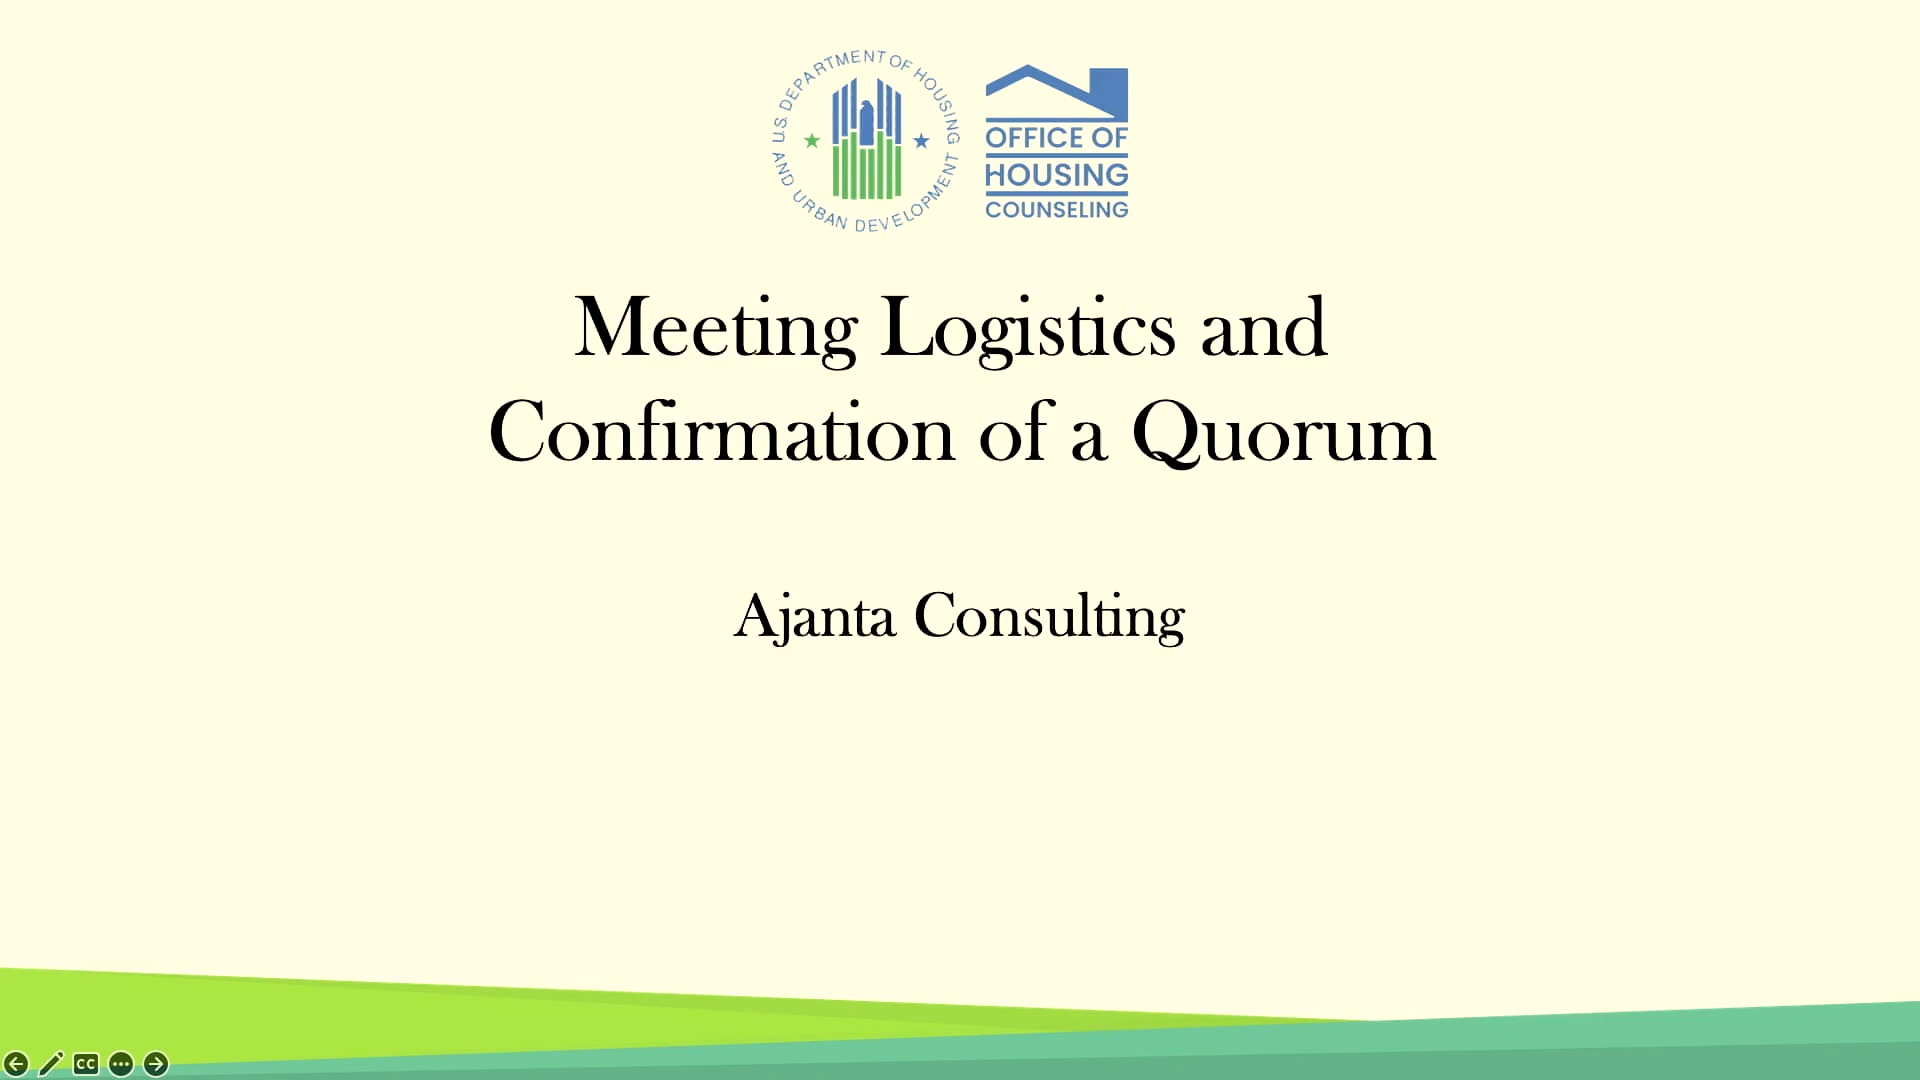 U.S. DEPARTMENT OF HOUSING
AND URBAN DEVELOPMENT
OFFICE OF
HOUSING
COUNSELING
Meeting Logistics and
Confirmation of a Quorum
Ajanta Consulting
CC